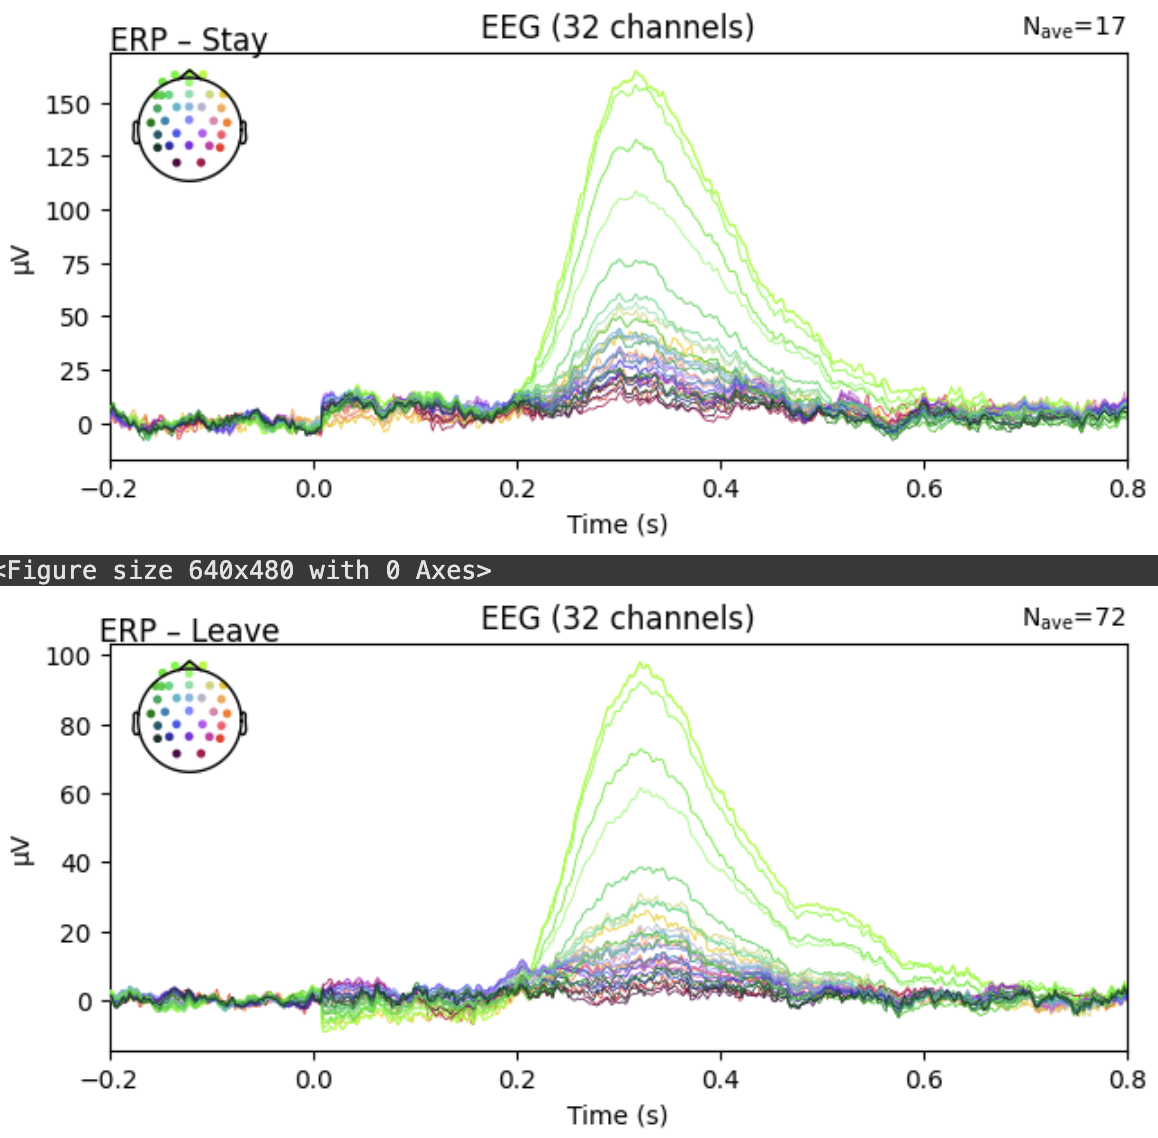 ERP – Stay
EEG (32 channels)
Nave=17
150
125
100
75
50
25
0
µV
−0.2
0.0
0.2
0.4
0.6
0.8
Time (s)
<Figure size 640x480 with 0 Axes>
ERP – Leave
EEG (32 channels)
Nave=72
100
80
60
40
20
0
µV
−0.2
0.0
0.2
0.4
0.6
0.8
Time (s)